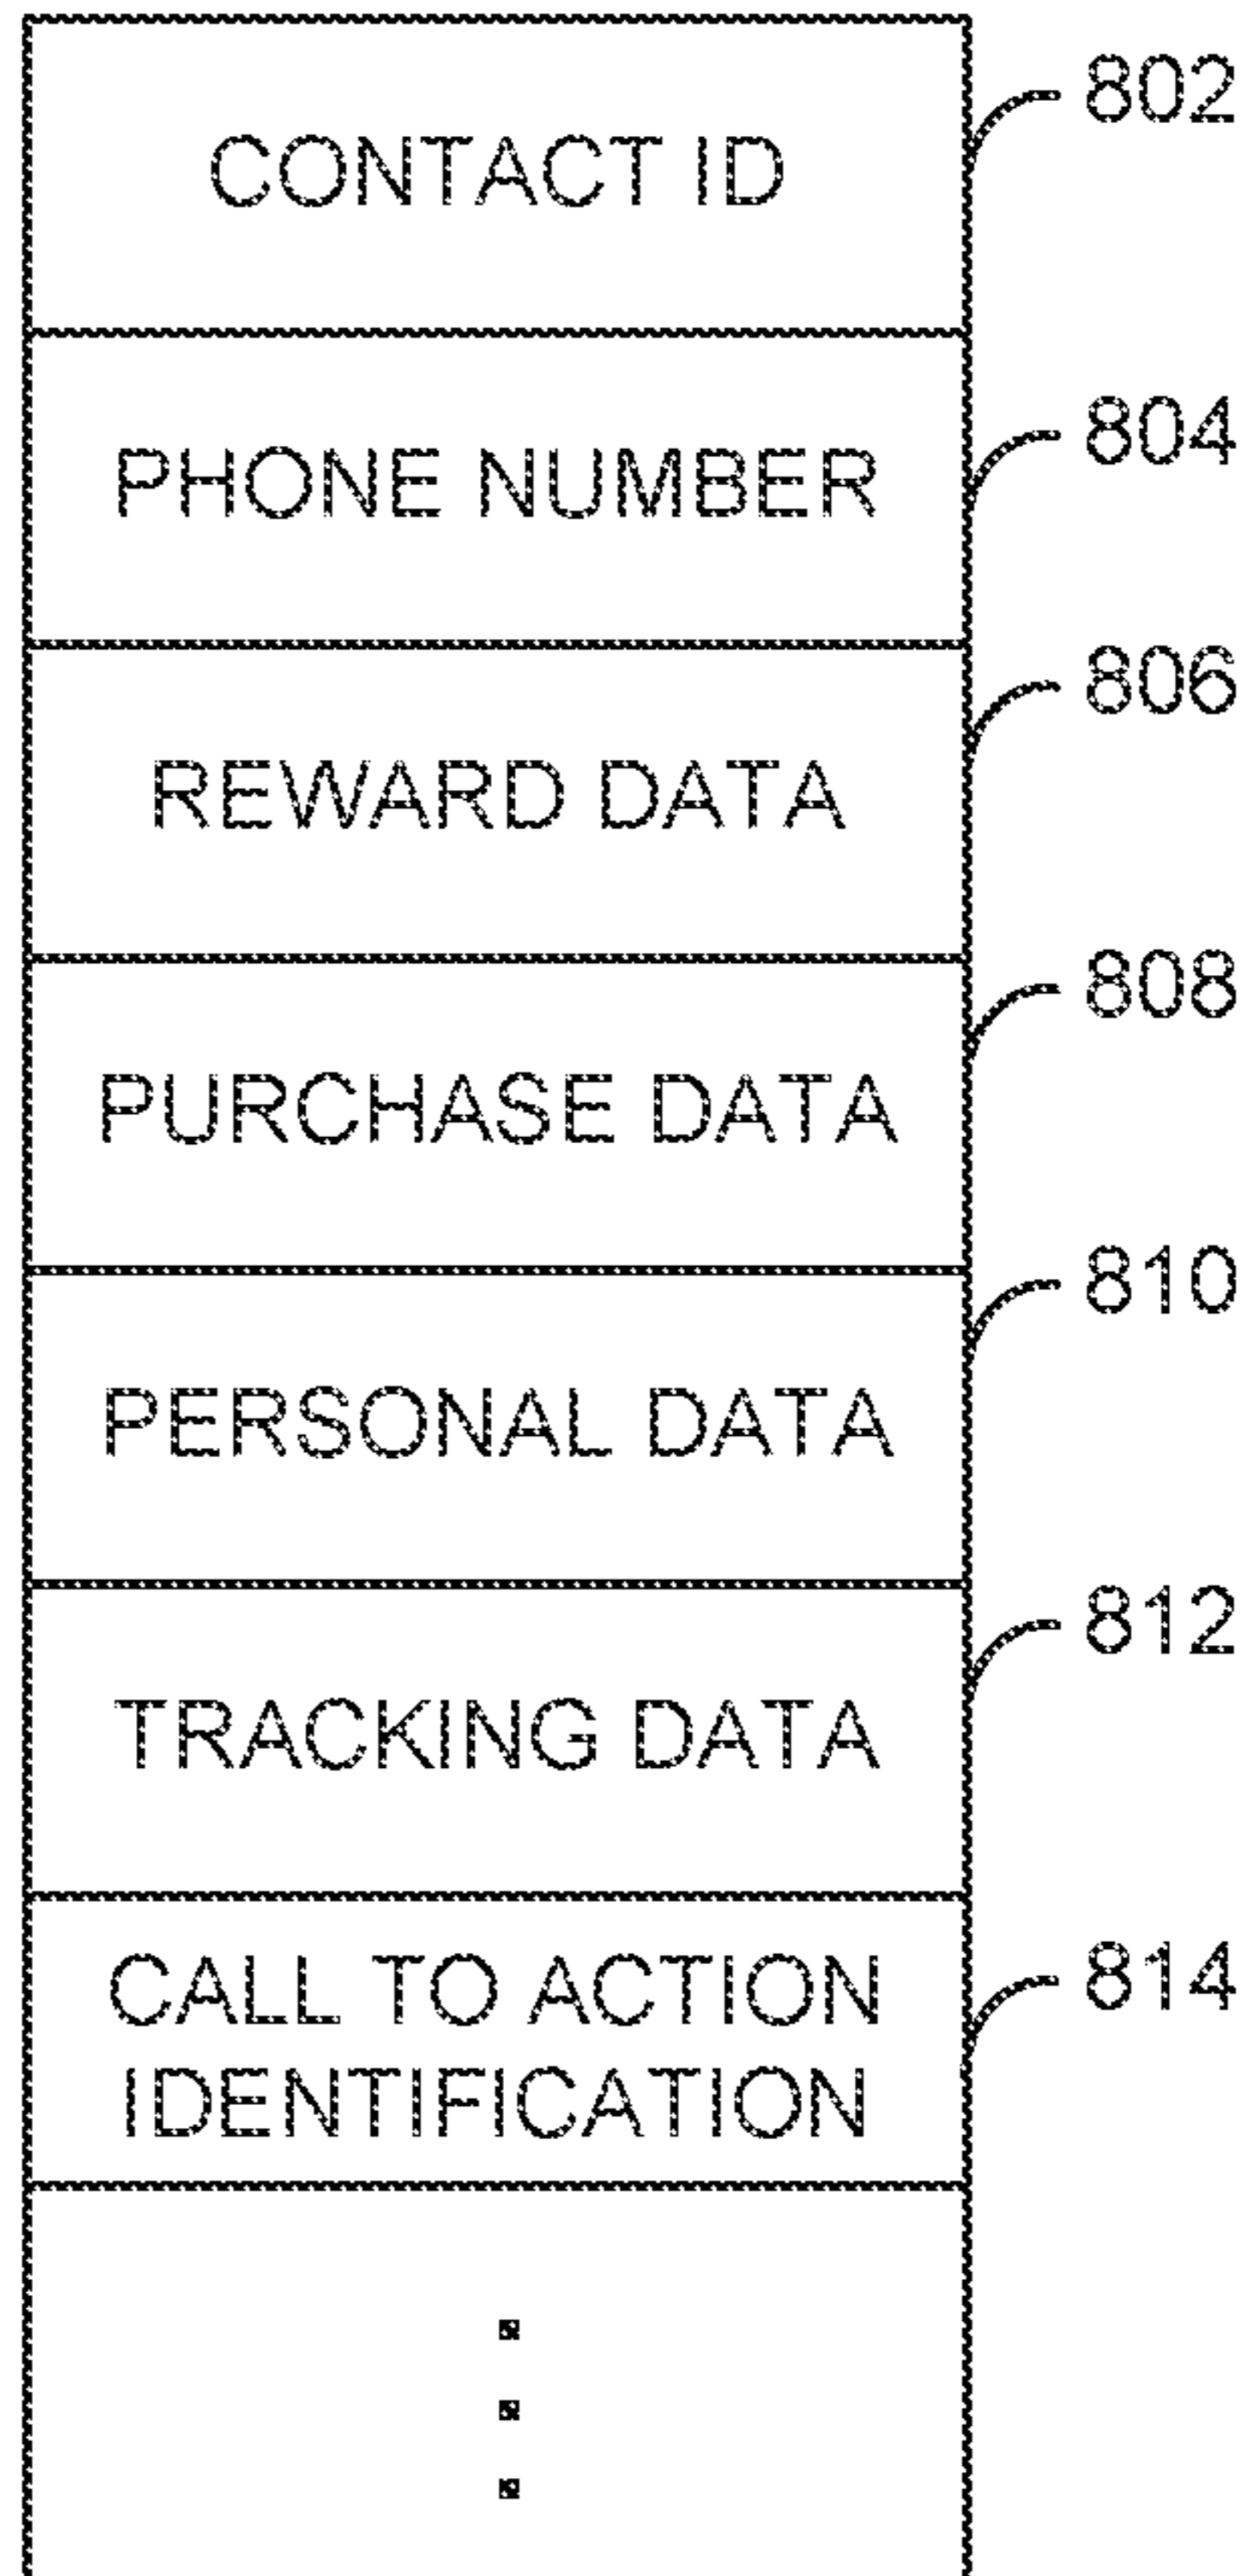 CONTACT ID
802
PHONE NUMBER
804
REWARD DATA
806
PURCHASE DATA
808
PERSONAL DATA
810
TRACKING DATA
812
CALL TO ACTION
IDENTIFICATION
814